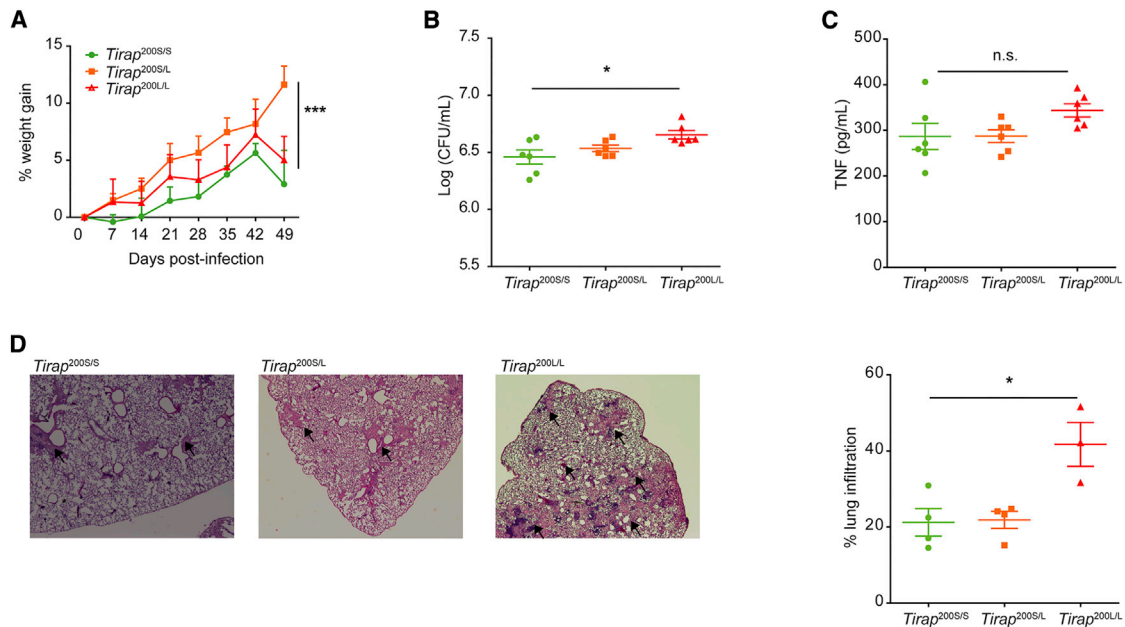 A
% weight gain
15
10
5
0
Tirap200S/S
Tirap200S/L
Tirap200L/L
***
0 7 14 21 28 35 42 49
Days post-infection
B
Log (CFU/mL)
7.5
7.0
6.5
6.0
5.5
*
Tirap200S/S Tirap200S/L Tirap200L/L
C
TNF (pg/mL)
500
400
300
200
100
0
n.s.
Tirap200S/S Tirap200S/L Tirap200L/L
D
Tirap200S/S
Tirap200S/L
Tirap200L/L
% lung infiltration
60
40
20
0
*
Tirap200S/S Tirap200S/L Tirap200L/L